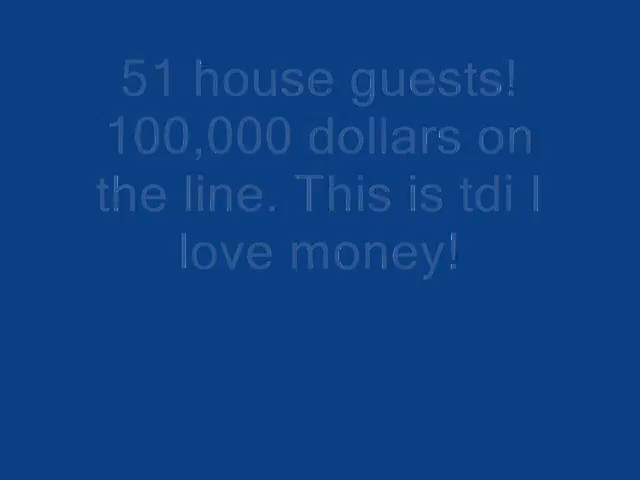 51 house guests!
100,000 dollars on
the line. This is tdi I
love money!